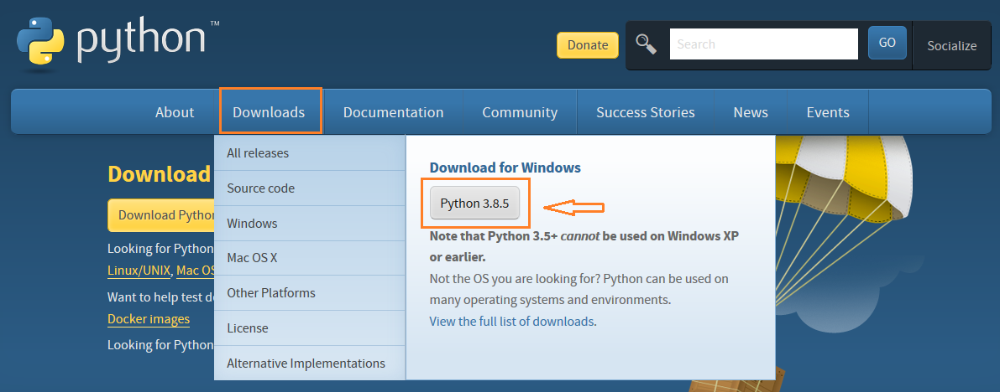 python™
Donate
Search
GO
Socialize
About
Downloads
Documentation
Community
Success Stories
News
Events
Download
Download Python
Looking for Python
Linux/UNIX, Mac OS
Want to help test
Docker images
Looking for Python
All releases
Source code
Windows
Mac OS X
Other Platforms
License
Alternative Implementations
Download for Windows
Python 3.8.5
Note that Python 3.5+ cannot be used on Windows XP
or earlier.
Not the OS you are looking for? Python can be used on
many operating systems and environments.
View the full list of downloads.